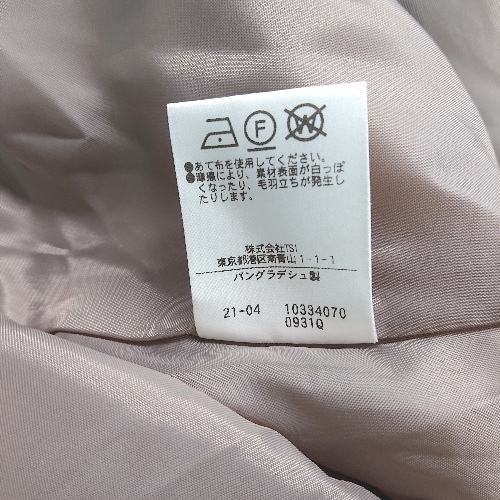 F W
●あて布を使用してください。
●摩擦により、素材表面が白っぽ
くなったり、毛羽立ちが発生し
たりします。
株式会社TSI
東京都港区南青山1-1-1
バングラデシュ製
21-04 10334070
0931Q